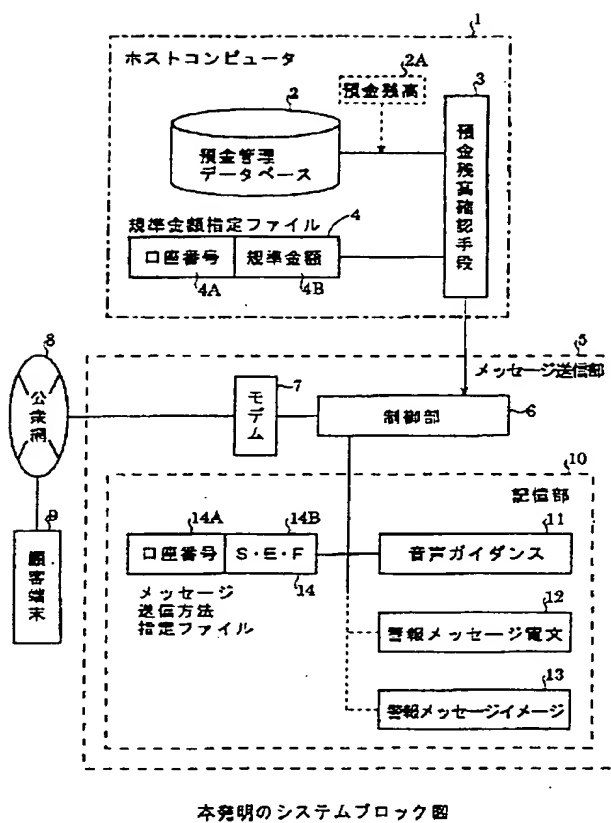 1
ホストコンピュータ
2A
預金残高
2
3
預金管理
データベース
預金残高確認手段
規準金額指定ファイル
4
口座番号
規準金額
4A
4B
5
メッセージ送信部
8
公衆網
7
モデム
制御部
6
9
顧客端末
10
記信部
14A
14B
口座番号
S・E・F
14
メッセージ
送信方法
指定ファイル
11
音声ガイダンス
12
警報メッセージ電文
13
警報メッセージイメージ
本発明のシステムブロック図